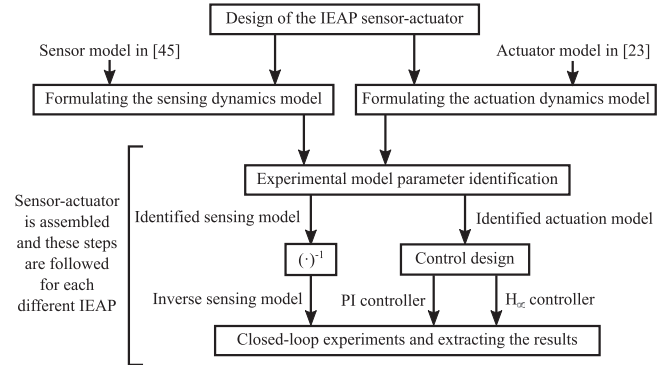 Design of the IEAP sensor-actuator
Sensor model in [45]
Actuator model in [23]
Formulating the sensing dynamics model
Formulating the actuation dynamics model
Experimental model parameter identification
Sensor-actuator
is assembled
and these steps
are followed
for each
different IEAP
Identified sensing model
Identified actuation model
(·)⁻¹
Control design
Inverse sensing model
PI controller
H∝ controller
Closed-loop experiments and extracting the results